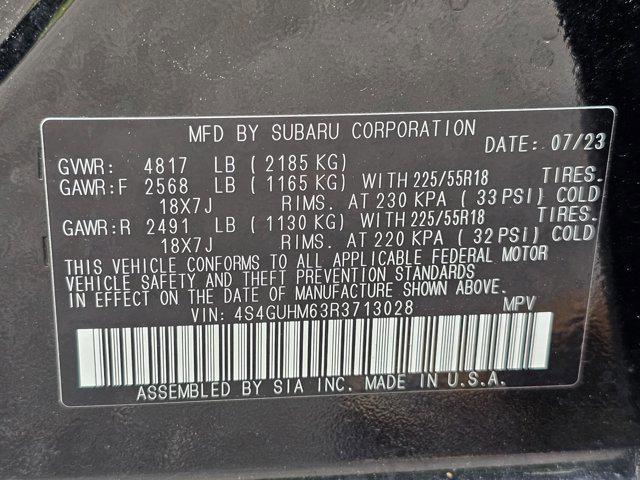 MFD BY SUBARU CORPORATION DATE: 07/23
GVWR: 4817 LB ( 2185 KG)
GAWR:F 2568 LB ( 1165 KG) WITH 225/55R18 TIRES.
18X7J RIMS. AT 230 KPA ( 33 PSI) COLD
GAWR:R 2491 LB ( 1130 KG) WITH 225/55R18 TIRES.
18X7J RIMS. AT 220 KPA ( 32 PSI) COLD
THIS VEHICLE CONFORMS TO ALL APPLICABLE FEDERAL MOTOR
VEHICLE SAFETY AND THEFT PREVENTION STANDARDS
IN EFFECT ON THE DATE OF MANUFACTURE SHOWN ABOVE.
VIN: 4S4GUHM63R3713028 MPV
ASSEMBLED BY SIA INC. MADE IN U.S.A.